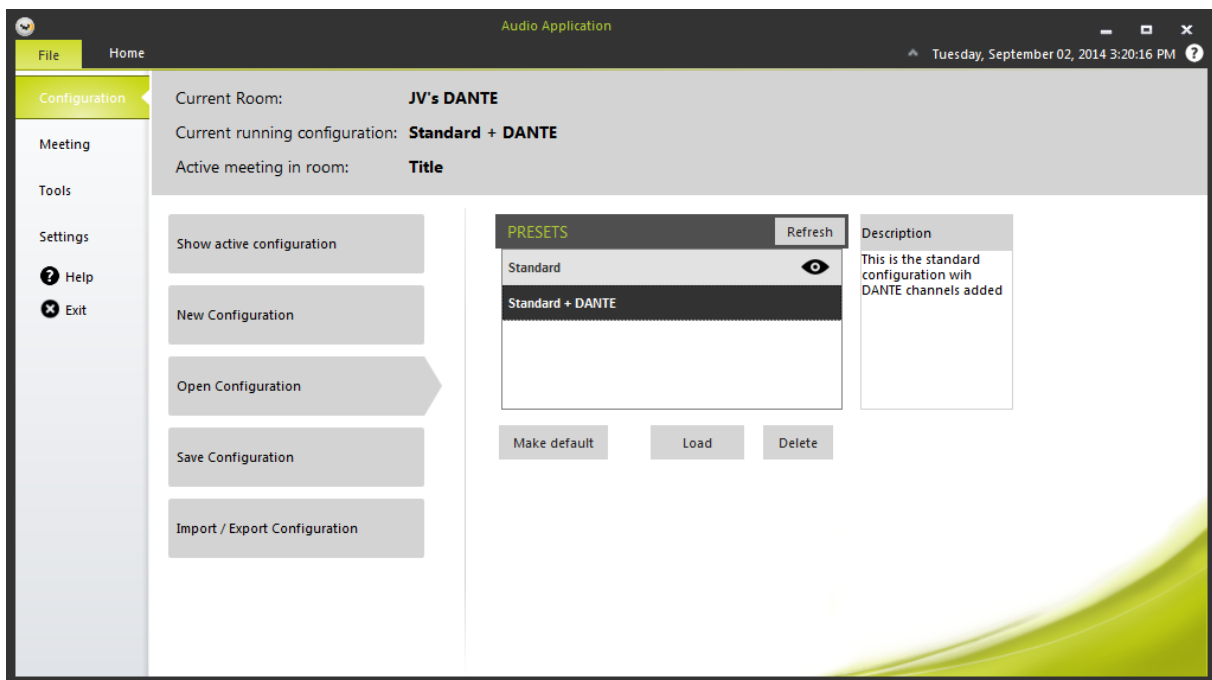 Audio Application
File Home
Tuesday, September 02, 2014 3:20:16 PM ?
Configuration
Meeting
Tools
Settings
? Help
Exit
Current Room: JV's DANTE
Current running configuration: Standard + DANTE
Active meeting in room: Title
Show active configuration
New Configuration
Open Configuration
Save Configuration
Import / Export Configuration
PRESETS Refresh
Standard
Standard + DANTE
Make default Load Delete
Description
This is the standard
configuration wih
DANTE channels added